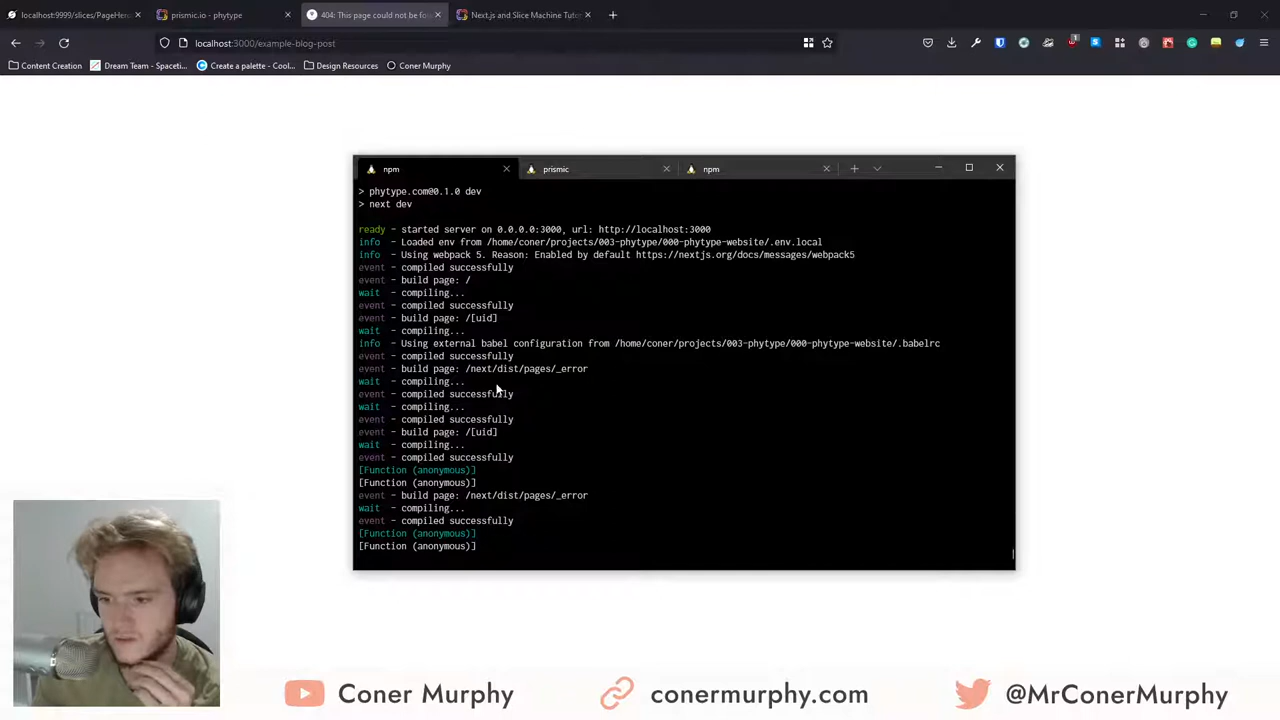 localhost:9999/slices/PageHero
prismic.io - phytype
404: This page could not be fo
Next.js and Slice Machine Tuto
localhost:3000/example-blog-post
Content Creation
Dream Team - Spaceti...
Create a palette - Cool...
Design Resources
Coner Murphy
npm
prismic
npm
> phytype.com@0.1.0 dev
> next dev
ready - started server on 0.0.0.0:3000, url: http://localhost:3000
info - Loaded env from /home/coner/projects/003-phytype/000-phytype-website/.env.local
info - Using webpack 5. Reason: Enabled by default https://nextjs.org/docs/messages/webpack5
event - compiled successfully
event - build page: /
wait - compiling...
event - compiled successfully
event - build page: /[uid]
wait - compiling...
info - Using external babel configuration from /home/coner/projects/003-phytype/000-phytype-website/.babelrc
event - compiled successfully
event - build page: /next/dist/pages/_error
wait - compiling...
event - compiled successfully
wait - compiling...
event - compiled successfully
event - build page: /[uid]
wait - compiling...
event - compiled successfully
[Function (anonymous)]
[Function (anonymous)]
event - build page: /next/dist/pages/_error
wait - compiling...
event - compiled successfully
[Function (anonymous)]
[Function (anonymous)]
Coner Murphy
conermurphy.com
@MrConerMurphy